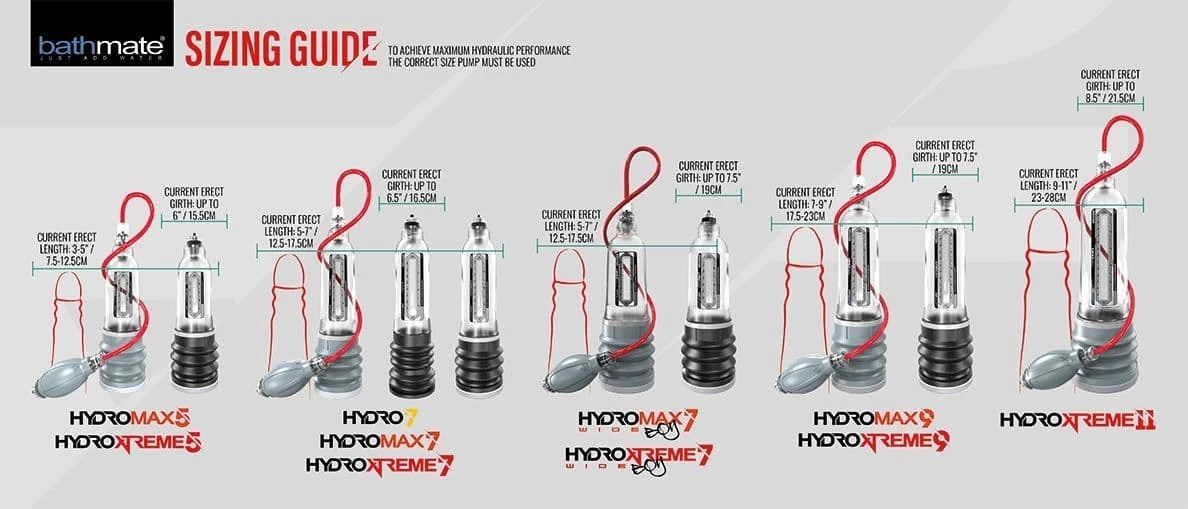 bathmate®
JUST ADD WATER
SIZING GUIDE
TO ACHIEVE MAXIMUM HYDRAULIC PERFORMANCE
THE CORRECT SIZE PUMP MUST BE USED
CURRENT ERECT
LENGTH: 3-5" /
7.5-12.5CM
CURRENT ERECT
GIRTH: UP TO
6" / 15.5CM
HYDROMAX5
HYDROXTREME5
CURRENT ERECT
LENGTH: 5-7" /
12.5-17.5CM
CURRENT ERECT
GIRTH: UP TO
6.5" / 16.5CM
HYDRO7
HYDROMAX7
HYDROXTREME7
CURRENT ERECT
LENGTH: 5-7" /
12.5-17.5CM
CURRENT ERECT
GIRTH: UP TO 7.5"
/ 19CM
HYDROMAX7
WIDE BOY
HYDROXTREME7
WIDE BOY
CURRENT ERECT
LENGTH: 7-9" /
17.5-23CM
CURRENT ERECT
GIRTH: UP TO 7.5"
/ 19CM
HYDROMAX9
HYDROXTREME9
CURRENT ERECT
LENGTH: 9-11" /
23-28CM
CURRENT ERECT
GIRTH: UP TO
8.5" / 21.5CM
HYDROXTREME11